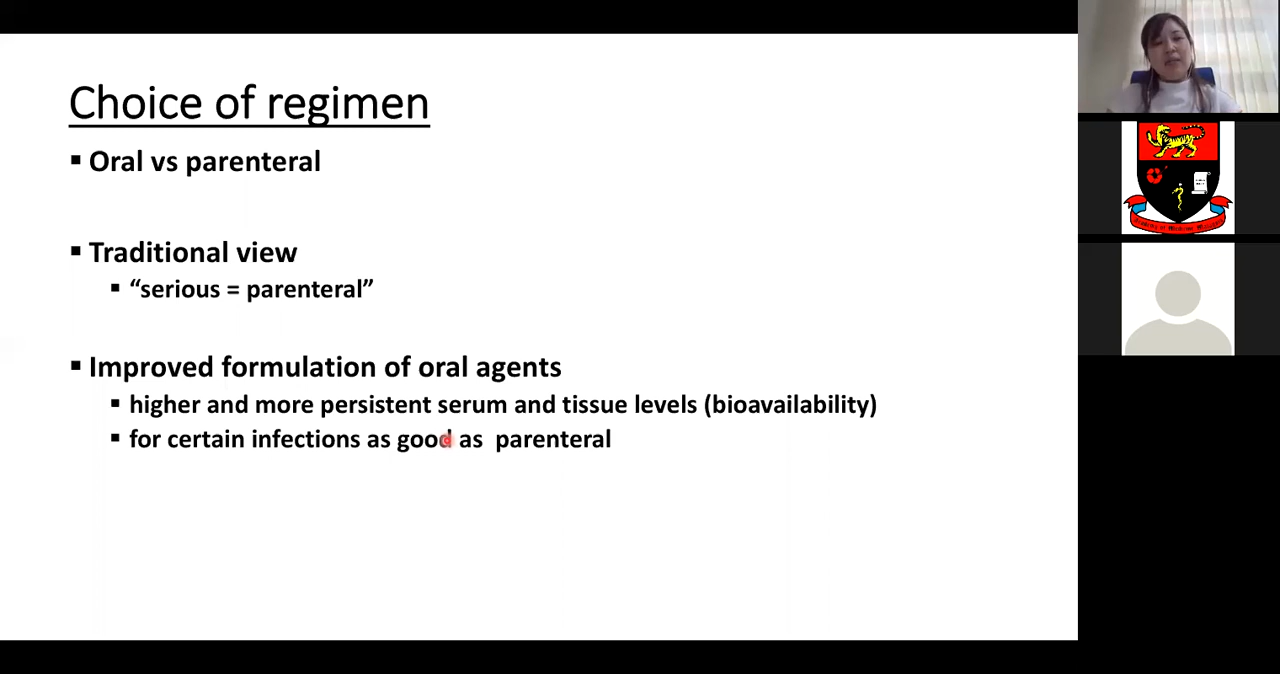 Choice of regimen
▪ Oral vs parenteral
▪ Traditional view
▪ “serious = parenteral”
▪ Improved formulation of oral agents
▪ higher and more persistent serum and tissue levels (bioavailability)
▪ for certain infections as good as  parenteral